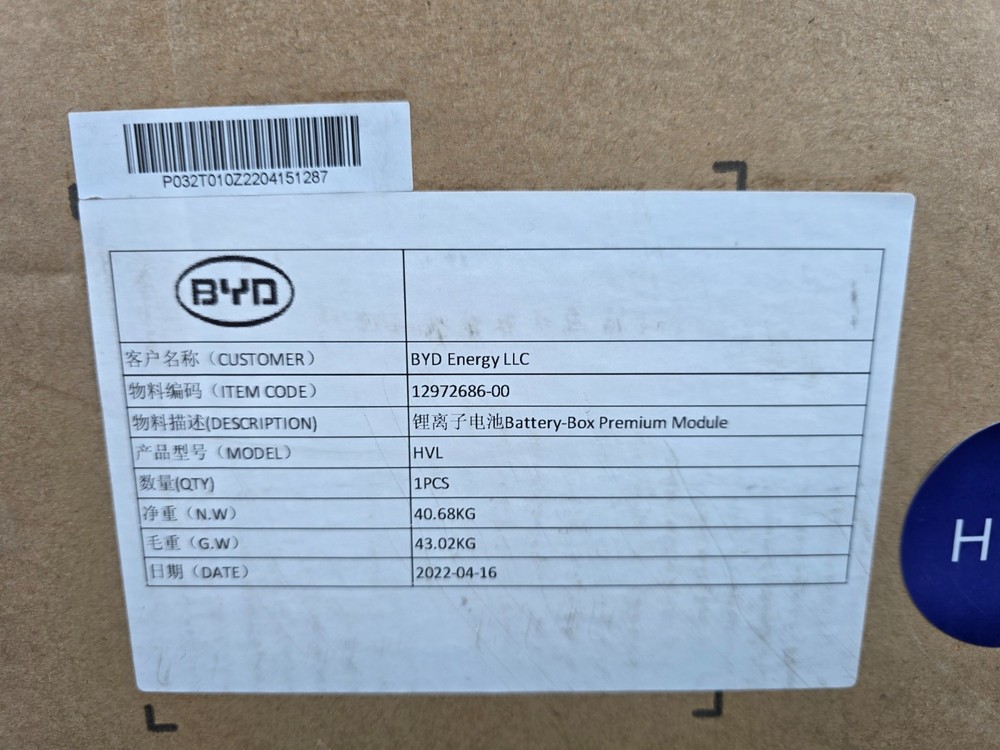 P032T010Z2204151287
BYD
客户名称（CUSTOMER） BYD Energy LLC
物料编码（ITEM CODE） 12972686-00
物料描述(DESCRIPTION) 锂离子电池Battery-Box Premium Module
产品型号（MODEL） HVL
数量(QTY) 1PCS
净重（N.W） 40.68KG
毛重（G.W） 43.02KG
日期（DATE） 2022-04-16
H